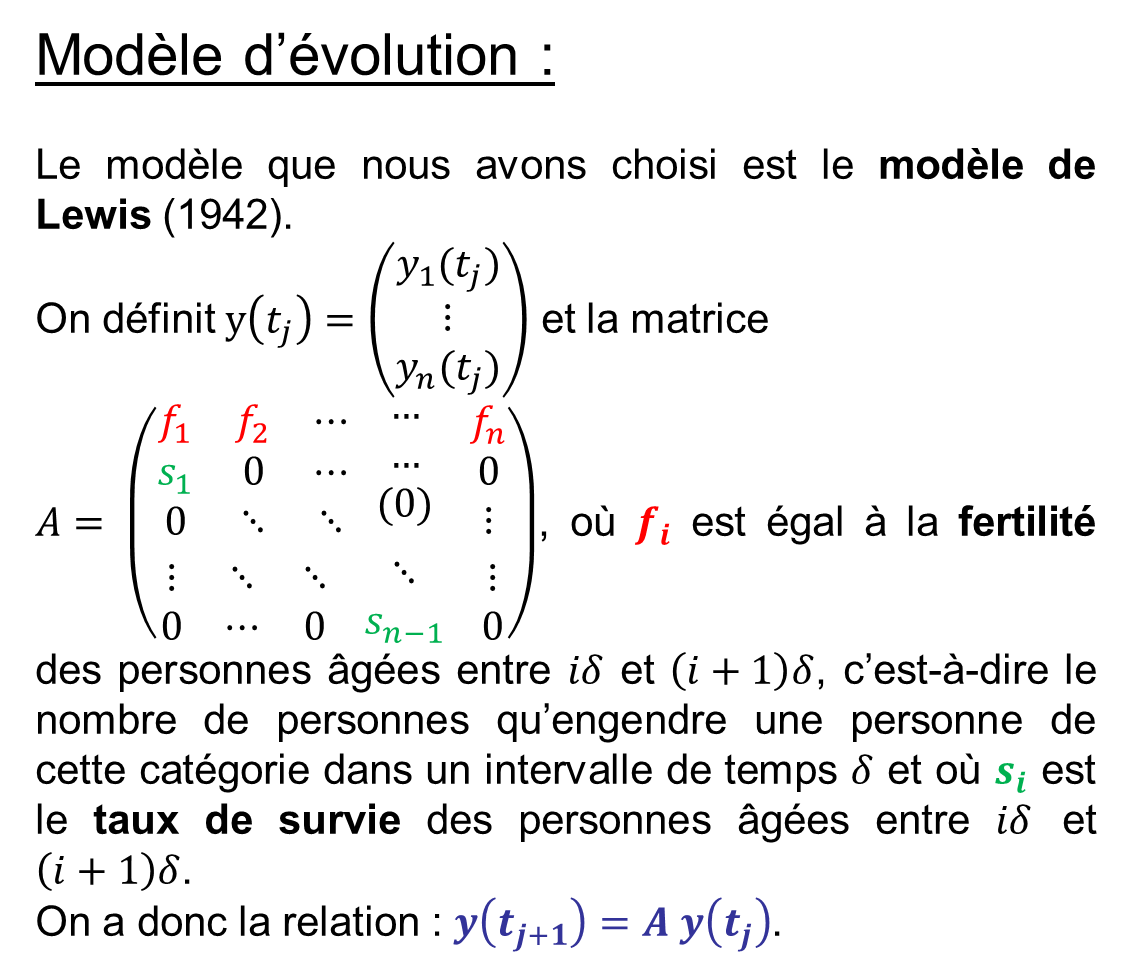 Modèle d’évolution :
Le modèle que nous avons choisi est le modèle de
Lewis (1942).
On définit y(t_j) = (y_1(t_j) ⋮ y_n(t_j)) et la matrice
f_1 f_2 ⋯ ⋯ f_n
s_1 0 ⋯ ⋯ 0
A = 0 ⋱ ⋱ (0) ⋮ , où f_i est égal à la fertilité
⋮ ⋱ ⋱ ⋱ ⋮
0 ⋯ 0 s_{n−1} 0
des personnes âgées entre iδ et (i + 1)δ, c’est-à-dire le
nombre de personnes qu’engendre une personne de
cette catégorie dans un intervalle de temps δ et où s_i est
le taux de survie des personnes âgées entre iδ et
(i + 1)δ.
On a donc la relation : y(t_{j+1}) = A y(t_j).